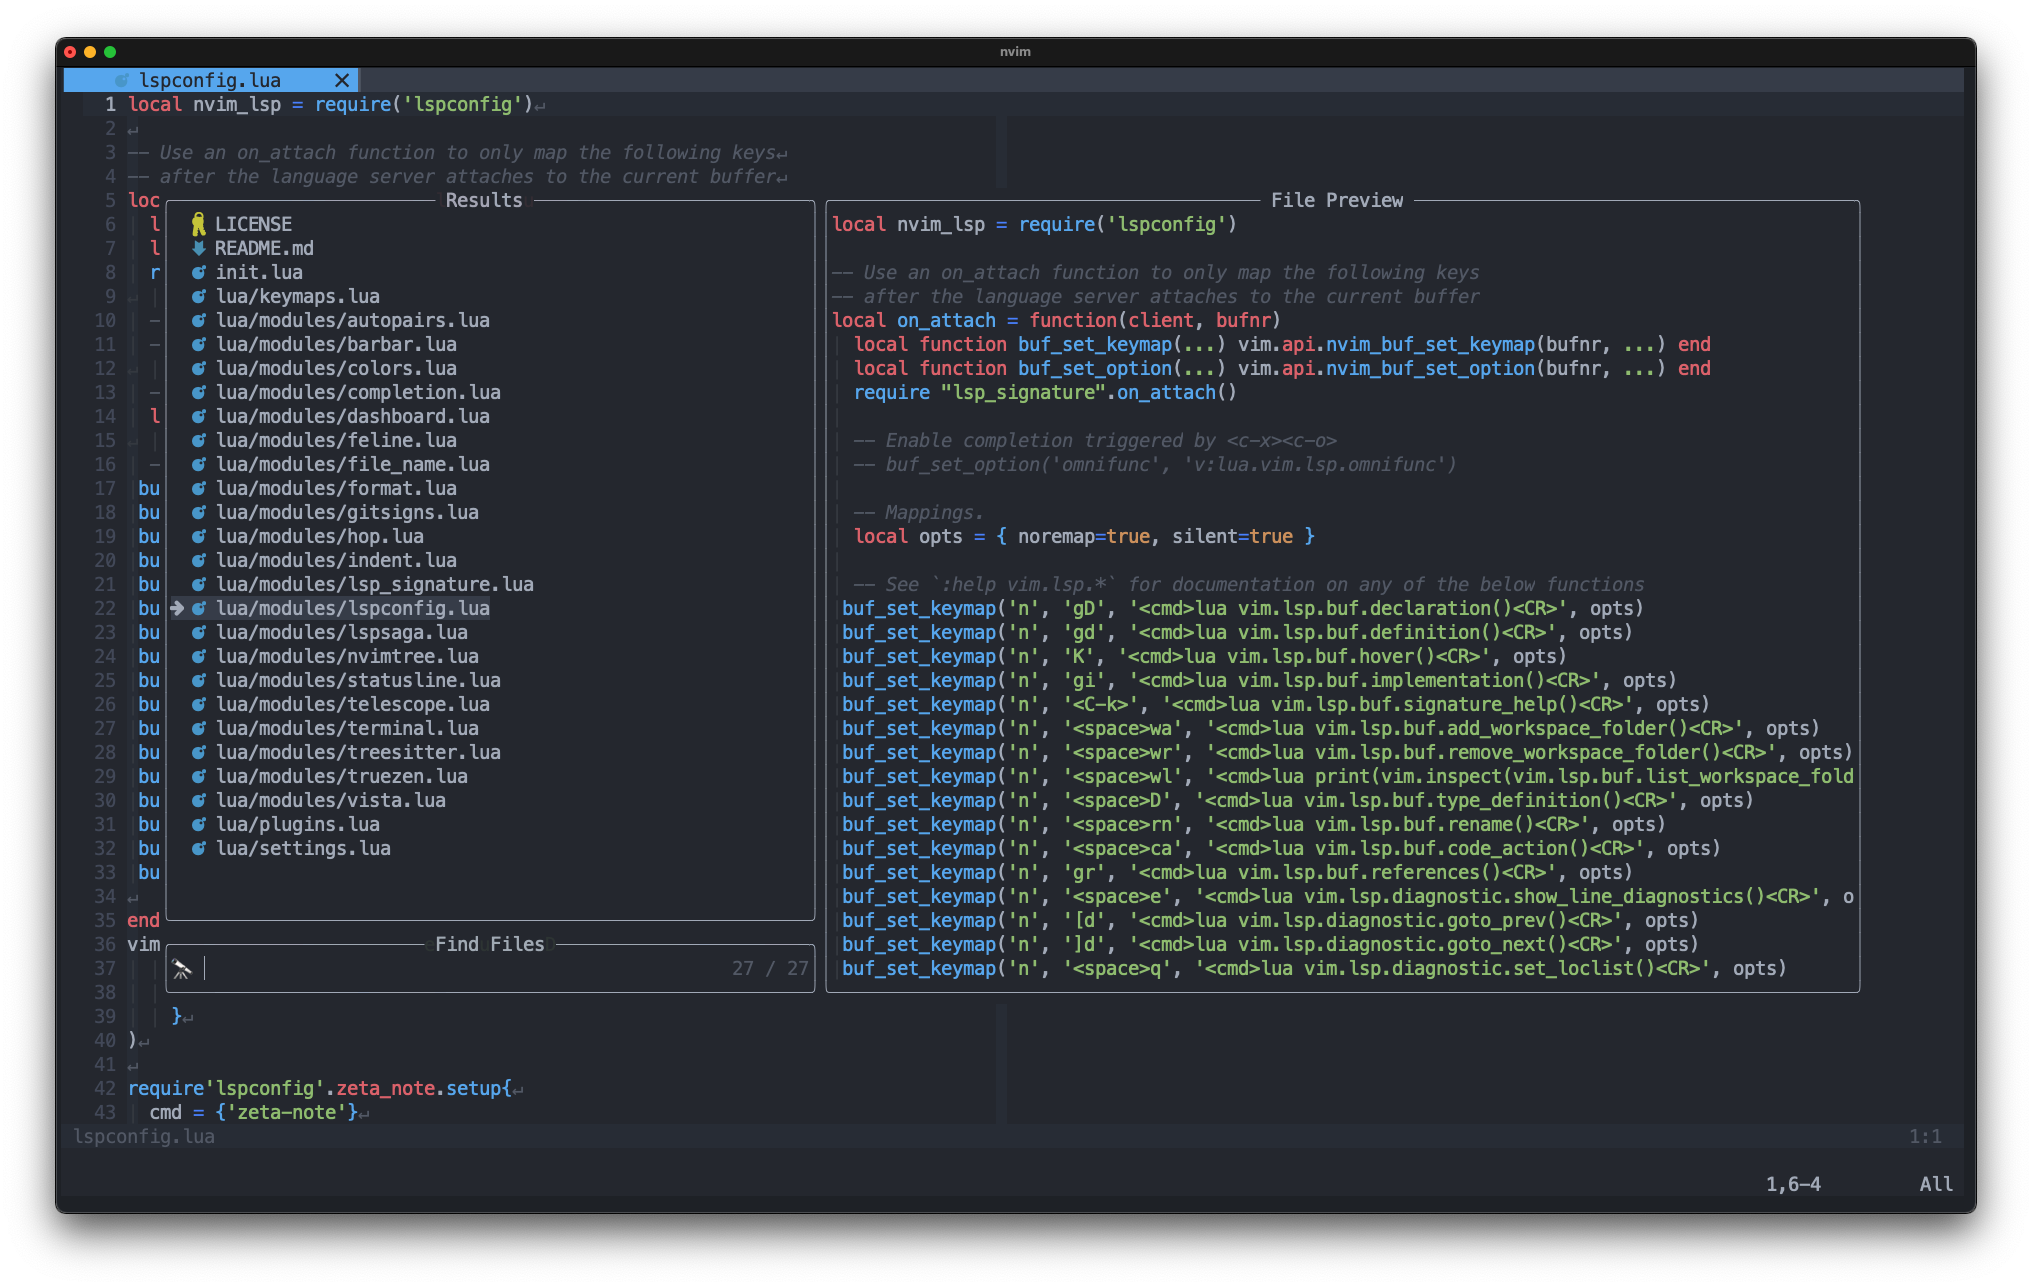 nvim
lspconfig.lua
1 local nvim_lsp = require('lspconfig')↵
2 ↵
3 -- Use an on_attach function to only map the following keys↵
4 -- after the language server attaches to the current buffer↵
5 loc
6 l
7 l
8 r
9 ↵
10 -
11 -
12 ↵
13 -
14 l
15 ↵
16 -
17 bu
18 bu
19 bu
20 bu
21 bu
22 bu
23 bu
24 bu
25 bu
26 bu
27 bu
28 bu
29 bu
30 bu
31 bu
32 bu
33 bu
34 ↵
35 end
36 vim
37
38
39 }↵
40 )↵
41 ↵
42 require'lspconfig'.zeta_note.setup{↵
43 cmd = {'zeta-note'}↵
Results
LICENSE
README.md
init.lua
lua/keymaps.lua
lua/modules/autopairs.lua
lua/modules/barbar.lua
lua/modules/colors.lua
lua/modules/completion.lua
lua/modules/dashboard.lua
lua/modules/feline.lua
lua/modules/file_name.lua
lua/modules/format.lua
lua/modules/gitsigns.lua
lua/modules/hop.lua
lua/modules/indent.lua
lua/modules/lsp_signature.lua
lua/modules/lspconfig.lua
lua/modules/lspsaga.lua
lua/modules/nvimtree.lua
lua/modules/statusline.lua
lua/modules/telescope.lua
lua/modules/terminal.lua
lua/modules/treesitter.lua
lua/modules/truezen.lua
lua/modules/vista.lua
lua/plugins.lua
lua/settings.lua
Find Files
27 / 27
File Preview
local nvim_lsp = require('lspconfig')
-- Use an on_attach function to only map the following keys
-- after the language server attaches to the current buffer
local on_attach = function(client, bufnr)
local function buf_set_keymap(...) vim.api.nvim_buf_set_keymap(bufnr, ...) end
local function buf_set_option(...) vim.api.nvim_buf_set_option(bufnr, ...) end
require "lsp_signature".on_attach()
-- Enable completion triggered by <c-x><c-o>
-- buf_set_option('omnifunc', 'v:lua.vim.lsp.omnifunc')
-- Mappings.
local opts = { noremap=true, silent=true }
-- See `:help vim.lsp.*` for documentation on any of the below functions
buf_set_keymap('n', 'gD', '<cmd>lua vim.lsp.buf.declaration()<CR>', opts)
buf_set_keymap('n', 'gd', '<cmd>lua vim.lsp.buf.definition()<CR>', opts)
buf_set_keymap('n', 'K', '<cmd>lua vim.lsp.buf.hover()<CR>', opts)
buf_set_keymap('n', 'gi', '<cmd>lua vim.lsp.buf.implementation()<CR>', opts)
buf_set_keymap('n', '<C-k>', '<cmd>lua vim.lsp.buf.signature_help()<CR>', opts)
buf_set_keymap('n', '<space>wa', '<cmd>lua vim.lsp.buf.add_workspace_folder()<CR>', opts)
buf_set_keymap('n', '<space>wr', '<cmd>lua vim.lsp.buf.remove_workspace_folder()<CR>', opts)
buf_set_keymap('n', '<space>wl', '<cmd>lua print(vim.inspect(vim.lsp.buf.list_workspace_fold
buf_set_keymap('n', '<space>D', '<cmd>lua vim.lsp.buf.type_definition()<CR>', opts)
buf_set_keymap('n', '<space>rn', '<cmd>lua vim.lsp.buf.rename()<CR>', opts)
buf_set_keymap('n', '<space>ca', '<cmd>lua vim.lsp.buf.code_action()<CR>', opts)
buf_set_keymap('n', 'gr', '<cmd>lua vim.lsp.buf.references()<CR>', opts)
buf_set_keymap('n', '<space>e', '<cmd>lua vim.lsp.diagnostic.show_line_diagnostics()<CR>', o
buf_set_keymap('n', '[d', '<cmd>lua vim.lsp.diagnostic.goto_prev()<CR>', opts)
buf_set_keymap('n', ']d', '<cmd>lua vim.lsp.diagnostic.goto_next()<CR>', opts)
buf_set_keymap('n', '<space>q', '<cmd>lua vim.lsp.diagnostic.set_loclist()<CR>', opts)
lspconfig.lua 1:1
1,6-4 All